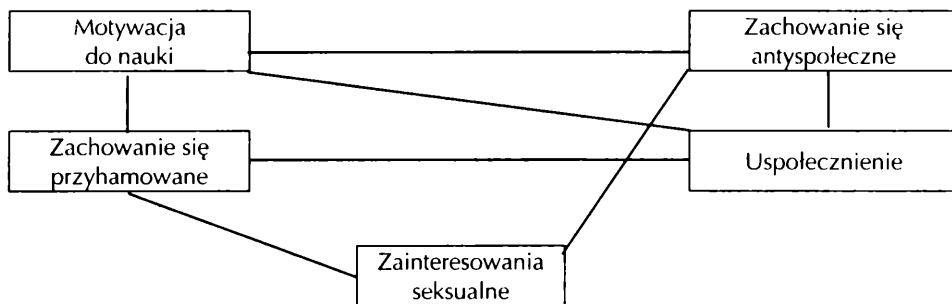 Motywacja
do nauki
Zachowanie się
antyspołeczne
Zachowanie się
przyhamowane
Uspołecznienie
Zainteresowania
seksualne